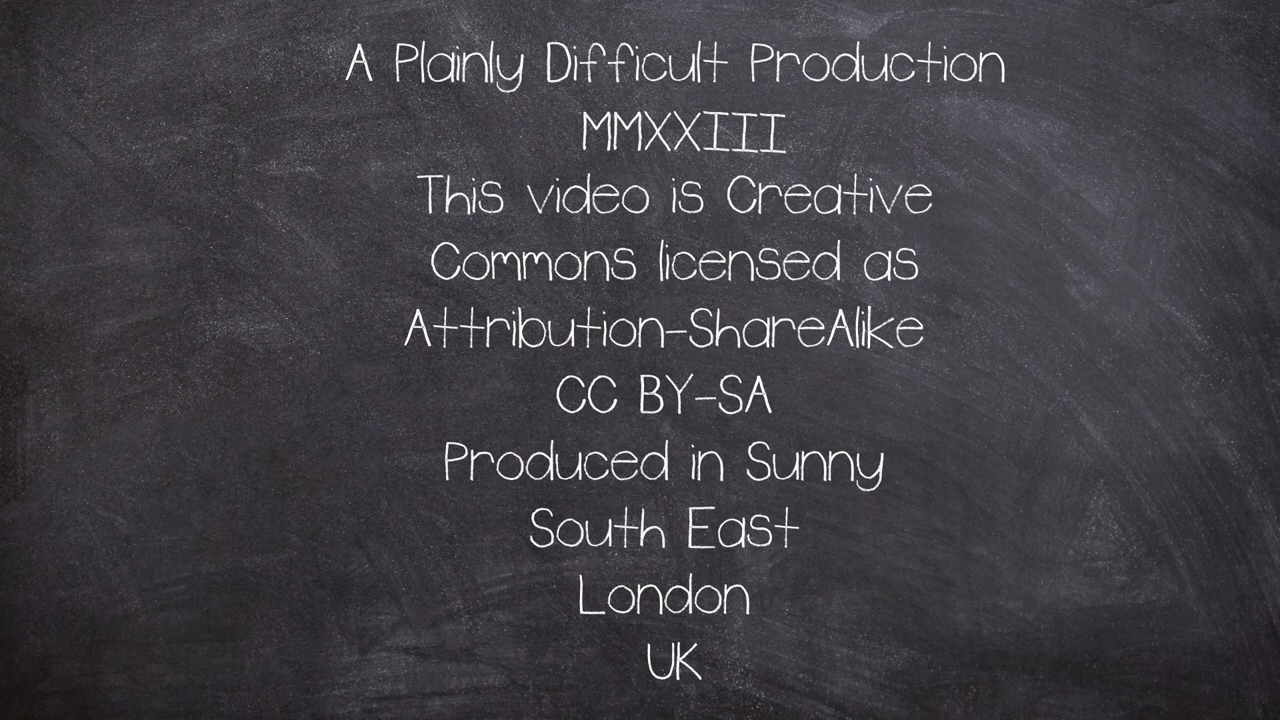 A Plainly Difficult Production
MMXXIII
This video is Creative
Commons licensed as
Attribution-ShareAlike
CC BY-SA
Produced in Sunny
South East
London
UK